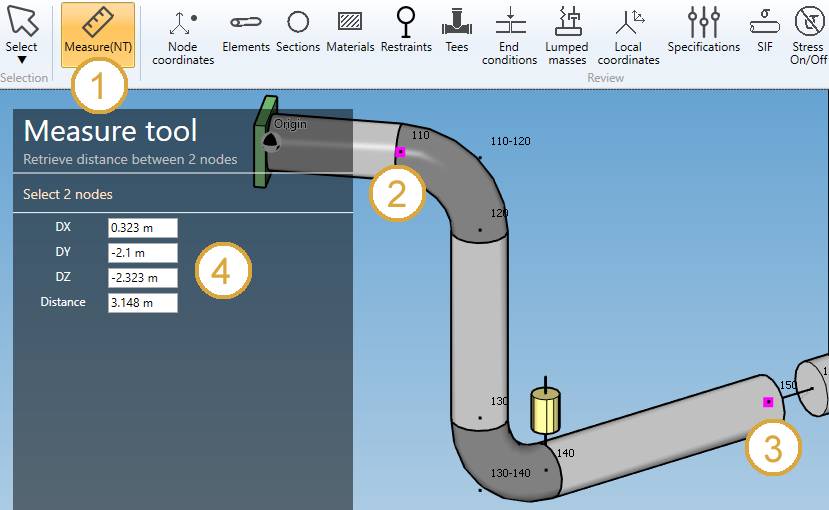 Select
Measure(NT)
Node
coordinates
Elements
Sections
Materials
Restraints
Tees
End
conditions
Lumped
masses
Local
coordinates
Specifications
SIF
Stress
On/Off
Selection
Review
1
Measure tool
Retrieve distance between 2 nodes
Select 2 nodes
DX
0.323 m
DY
-2.1 m
DZ
-2.323 m
Distance
3.148 m
4
Origin
110
110-120
2
120
130
130-140
140
150
1
3